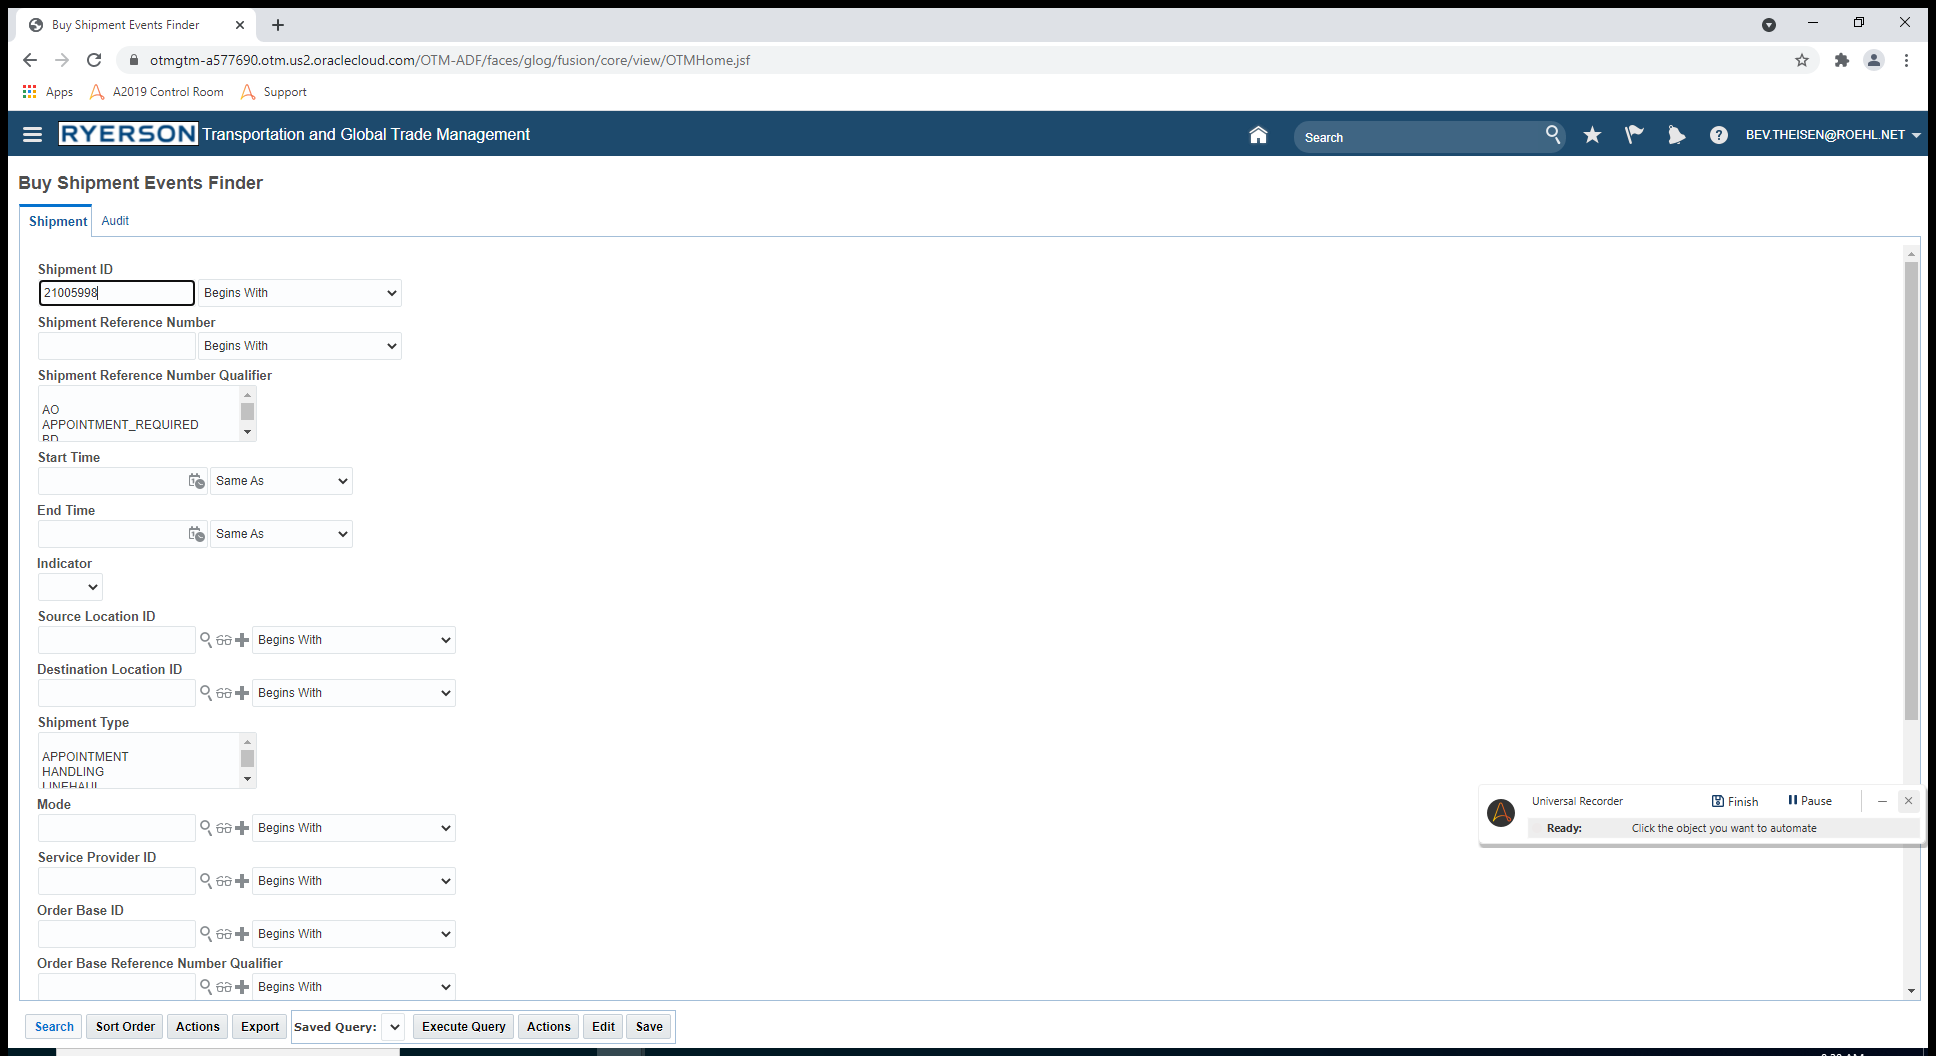 Buy Shipment Events Finder
otmgtm-a577690.otm.us2.oraclecloud.com/OTM-ADF/faces/glog/fusion/core/view/OTMHome.jsf
Apps A2019 Control Room Support
RYERSON Transportation and Global Trade Management Search BEV.THEISEN@ROEHL.NET
Buy Shipment Events Finder
Shipment Audit
Shipment ID
21005998 Begins With
Shipment Reference Number
Begins With
Shipment Reference Number Qualifier
AO
APPOINTMENT_REQUIRED
BD
Start Time
Same As
End Time
Same As
Indicator
Source Location ID
Begins With
Destination Location ID
Begins With
Shipment Type
APPOINTMENT
HANDLING
LINEHAUL
Mode
Begins With
Universal Recorder Finish Pause
Ready: Click the object you want to automate
Service Provider ID
Begins With
Order Base ID
Begins With
Order Base Reference Number Qualifier
Begins With
Search Sort Order Actions Export Saved Query: Execute Query Actions Edit Save